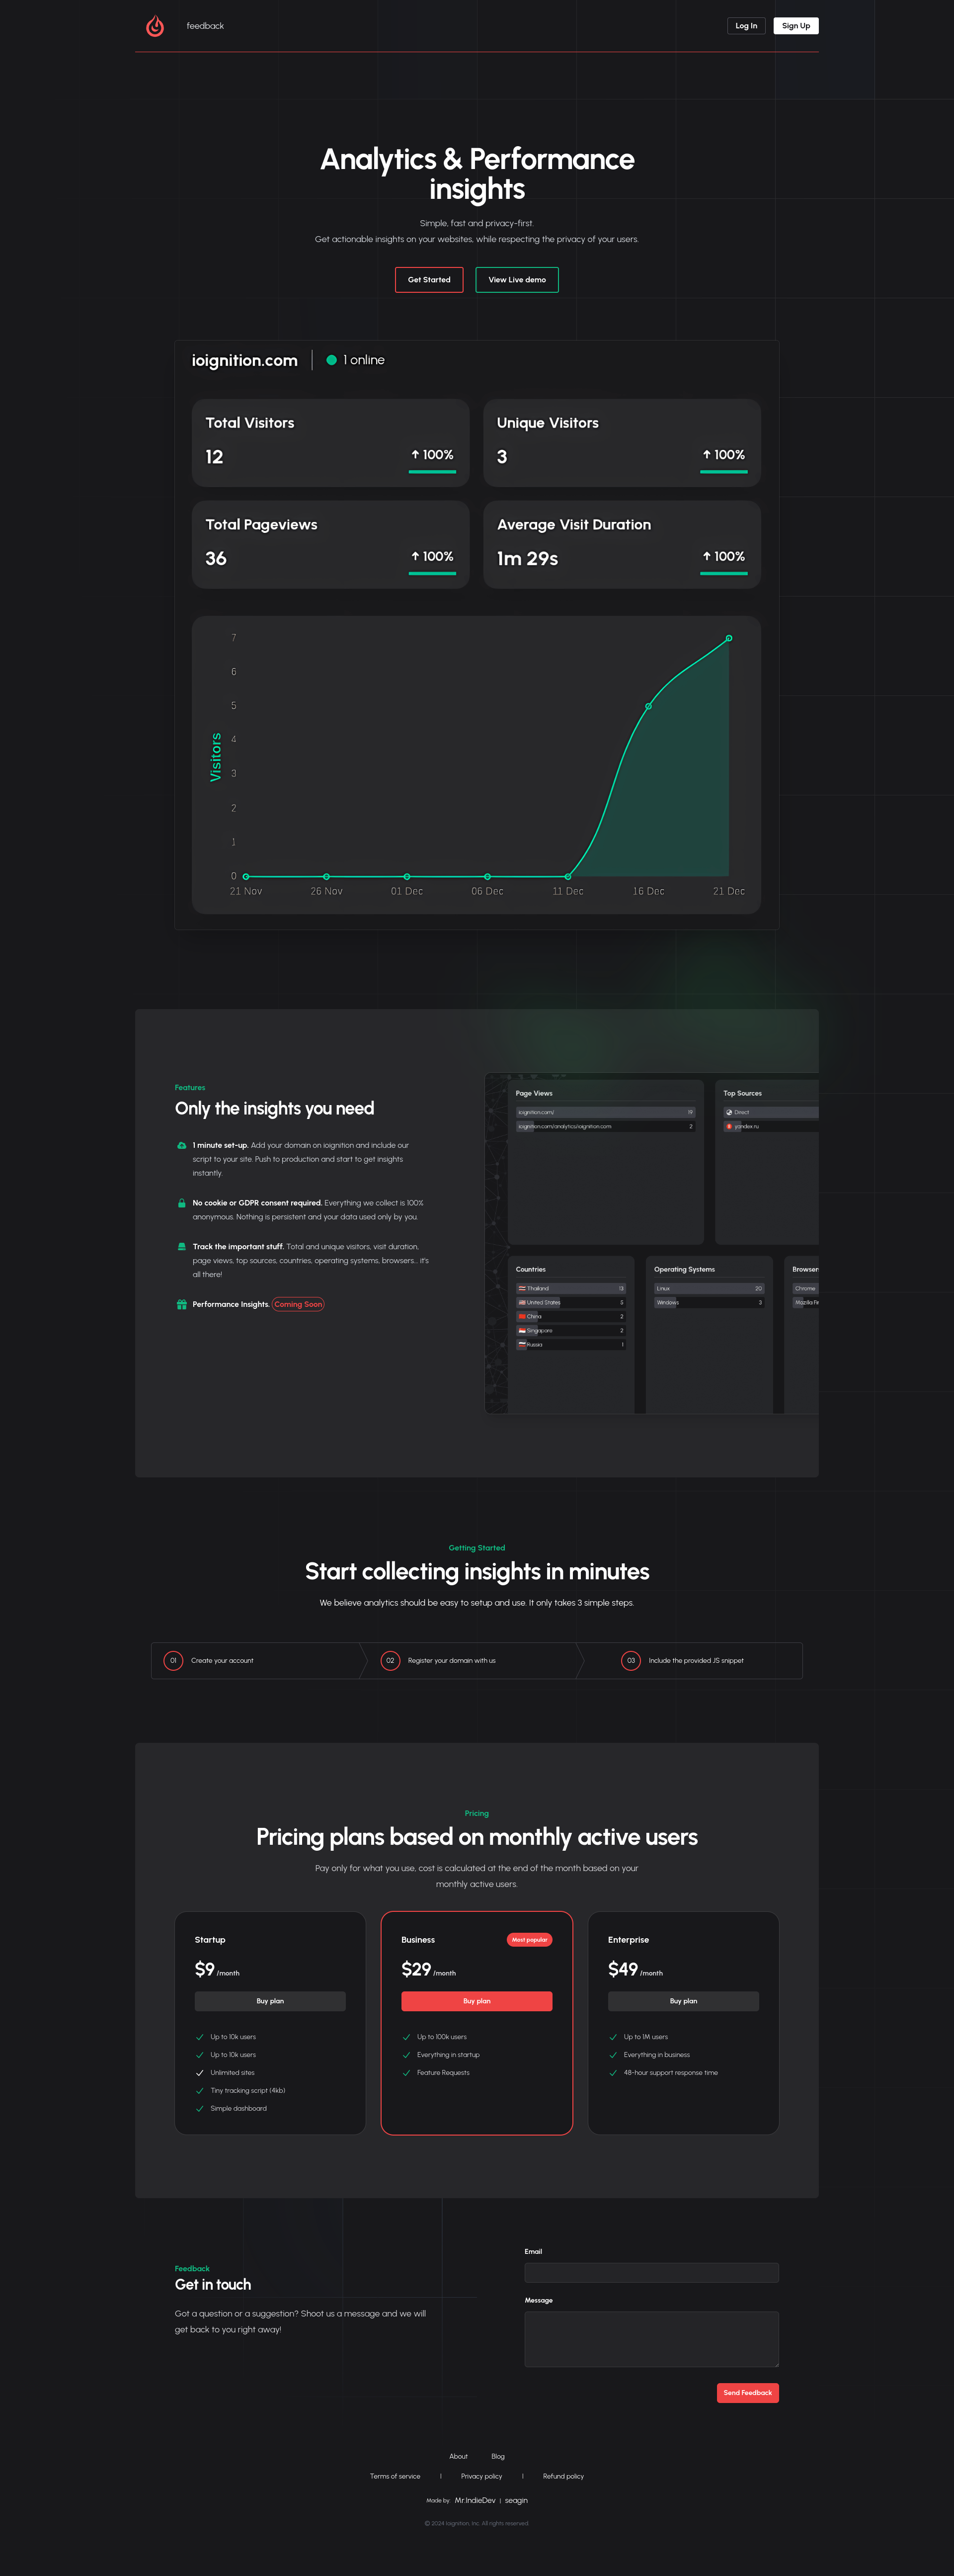 feedback
Log In
Sign Up
Analytics & Performance
insights
Simple, fast and privacy-first.
Get actionable insights on your websites, while respecting the privacy of your users.
Get Started
View Live demo
ioignition.com
1 online
Total Visitors
12
↑ 100%
Unique Visitors
3
↑ 100%
Total Pageviews
36
↑ 100%
Average Visit Duration
1m 29s
↑ 100%
Visitors
7
6
5
4
3
2
1
0
21 Nov
26 Nov
01 Dec
06 Dec
11 Dec
16 Dec
21 Dec
Features
Only the insights you need
1 minute set-up. Add your domain on ioignition and include our
script to your site. Push to production and start to get insights
instantly.
No cookie or GDPR consent required. Everything we collect is 100%
anonymous. Nothing is persistent and your data used only by you.
Track the important stuff. Total and unique visitors, visit duration,
page views, top sources, countries, operating systems, browsers... it's
all there!
Performance Insights. Coming Soon
Page Views
ioignition.com/ 19
ioignition.com/analytics/ioignition.com 2
Top Sources
Direct
yandex.ru
Countries
Thailand 13
United States 5
China 2
Singapore 2
Russia 1
Operating Systems
Linux 20
Windows 3
Browsers
Chrome
Mozilla Fir
Getting Started
Start collecting insights in minutes
We believe analytics should be easy to setup and use. It only takes 3 simple steps.
01 Create your account
02 Register your domain with us
03 Include the provided JS snippet
Pricing
Pricing plans based on monthly active users
Pay only for what you use, cost is calculated at the end of the month based on your
monthly active users.
Startup
$9 /month
Buy plan
Up to 10k users
Up to 10k users
Unlimited sites
Tiny tracking script (4kb)
Simple dashboard
Business
Most popular
$29 /month
Buy plan
Up to 100k users
Everything in startup
Feature Requests
Enterprise
$49 /month
Buy plan
Up to 1M users
Everything in business
48-hour support response time
Feedback
Get in touch
Got a question or a suggestion? Shoot us a message and we will
get back to you right away!
Email
Message
Send Feedback
About
Blog
Terms of service | Privacy policy | Refund policy
Made by: Mr.IndieDev | seagin
© 2024 Ioignition, Inc. All rights reserved.